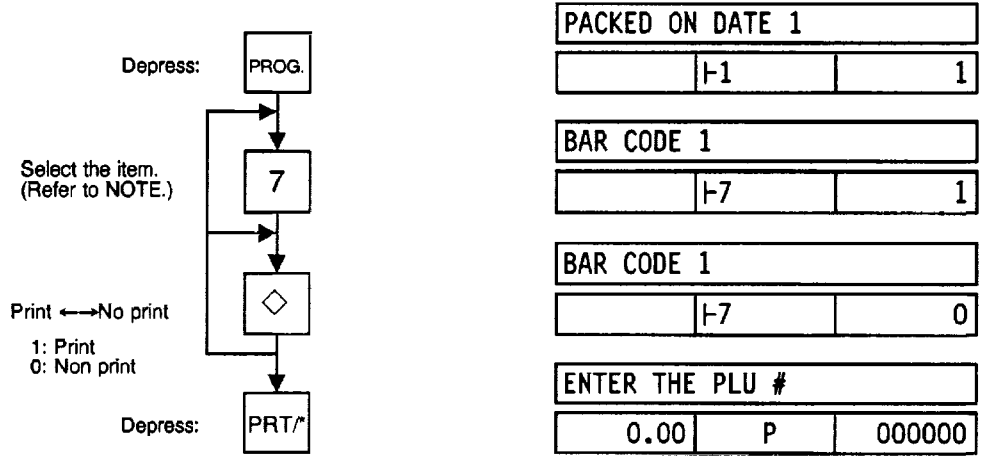 Depress:
PROG.
Select the item.
(Refer to NOTE.)
7
Print ←→No print
1: Print
0: Non print
◇
Depress:
PRT/*
PACKED ON DATE 1
├1 1
BAR CODE 1
├7 1
BAR CODE 1
├7 0
ENTER THE PLU #
0.00 P 000000